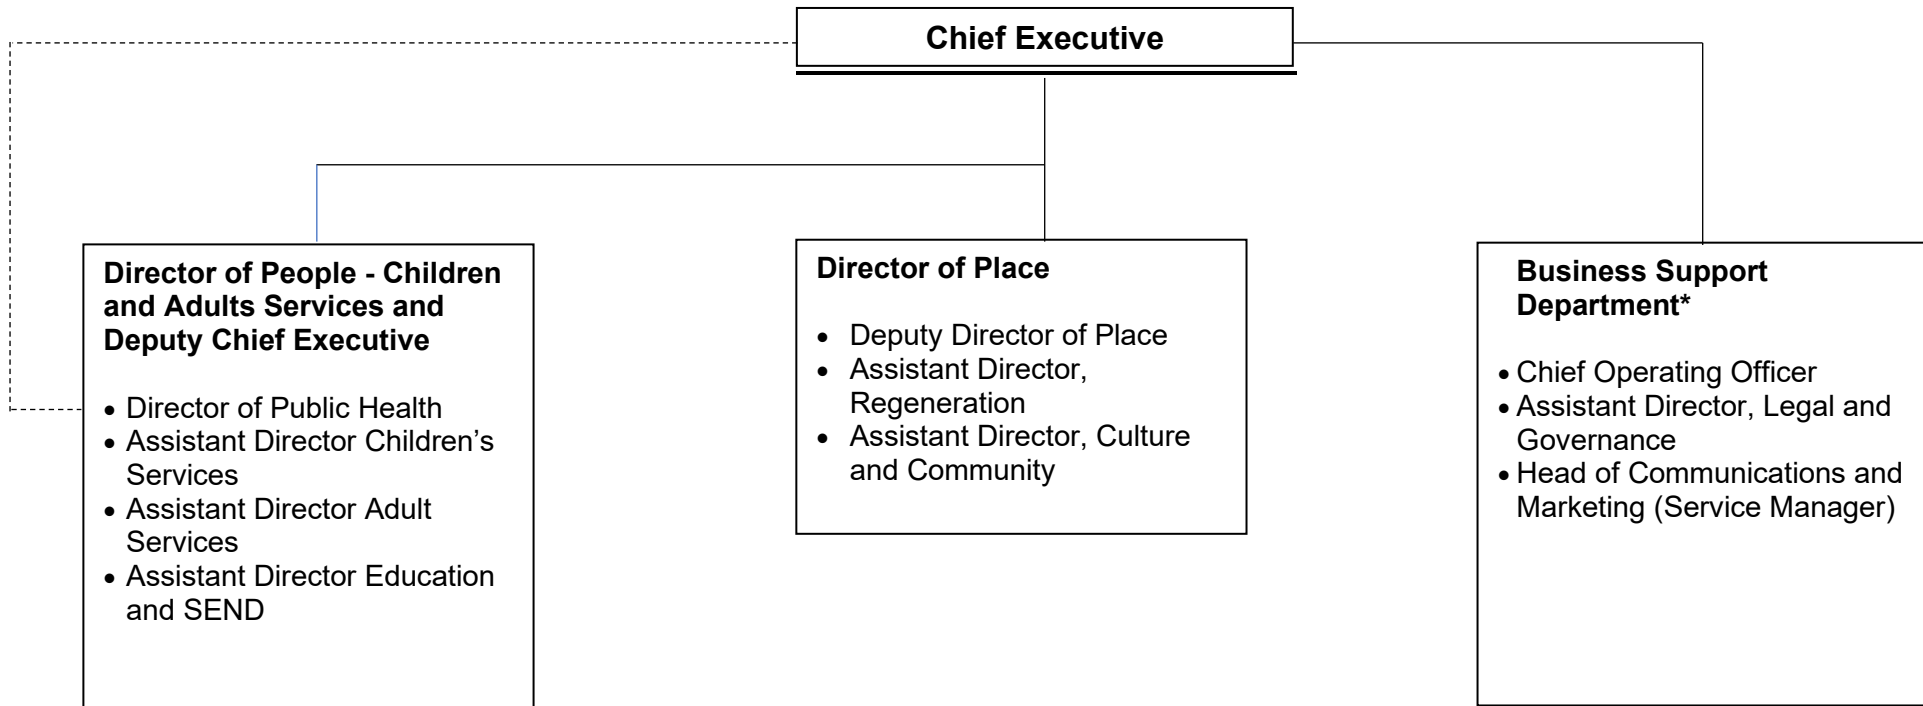 Chief Executive
Director of People - Children
and Adults Services and
Deputy Chief Executive
• Director of Public Health
• Assistant Director Children’s
Services
• Assistant Director Adult
Services
• Assistant Director Education
and SEND
Director of Place
• Deputy Director of Place
• Assistant Director,
Regeneration
• Assistant Director, Culture
and Community
Business Support
Department*
• Chief Operating Officer
• Assistant Director, Legal and
Governance
• Head of Communications and
Marketing (Service Manager)